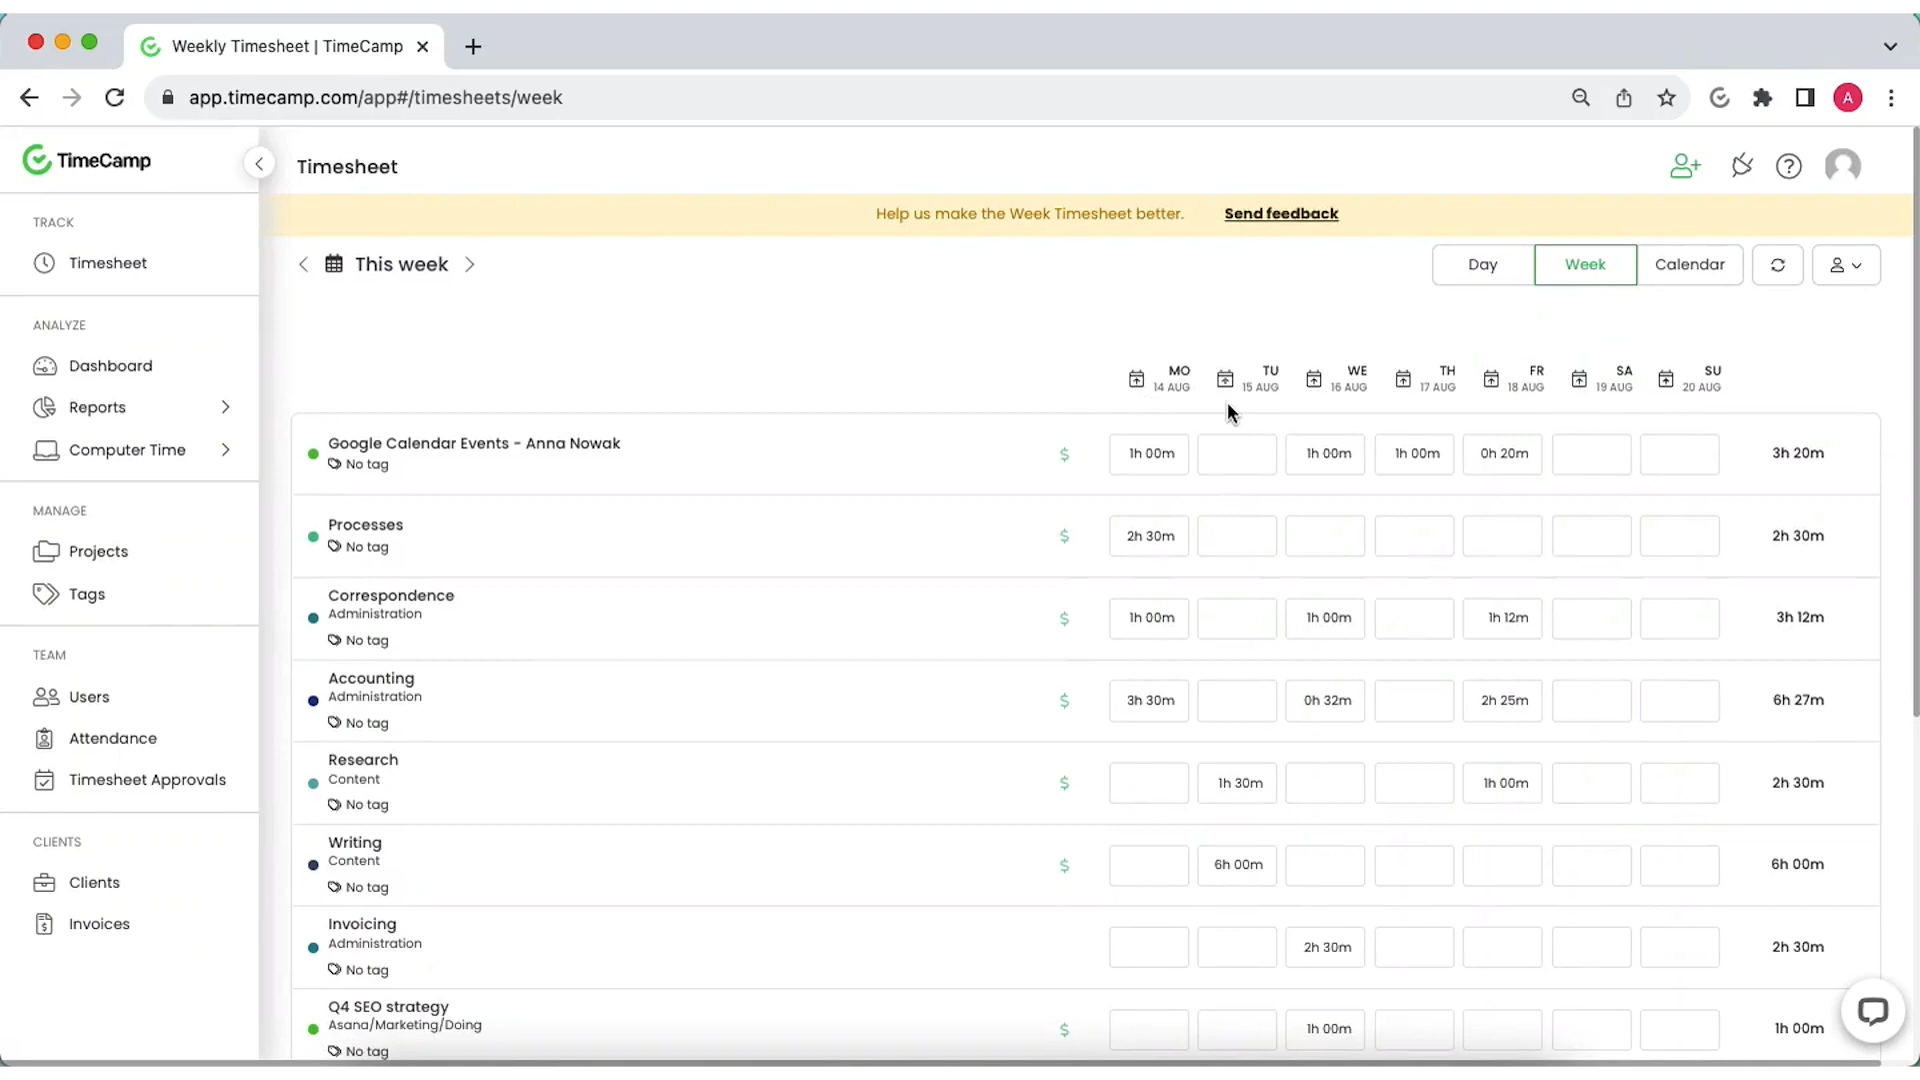 Weekly Timesheet | TimeCamp
app.timecamp.com/app#/timesheets/week
A
TimeCamp
Timesheet
Help us make the Week Timesheet better. Send feedback
TRACK
Timesheet
ANALYZE
Dashboard
Reports
Computer Time
MANAGE
Projects
Tags
TEAM
Users
Attendance
Timesheet Approvals
CLIENTS
Clients
Invoices
This week
Day Week Calendar
MO TU WE TH FR SA SU
14 AUG 15 AUG 16 AUG 17 AUG 18 AUG 19 AUG 20 AUG
Google Calendar Events - Anna Nowak
No tag
$ 1h 00m 1h 00m 1h 00m 0h 20m 3h 20m
Processes
No tag
$ 2h 30m 2h 30m
Correspondence
Administration
No tag
$ 1h 00m 1h 00m 1h 12m 3h 12m
Accounting
Administration
No tag
$ 3h 30m 0h 32m 2h 25m 6h 27m
Research
Content
No tag
$ 1h 30m 1h 00m 2h 30m
Writing
Content
No tag
$ 6h 00m 6h 00m
Invoicing
Administration
No tag
2h 30m 2h 30m
Q4 SEO strategy
Asana/Marketing/Doing
No tag
$ 1h 00m 1h 00m